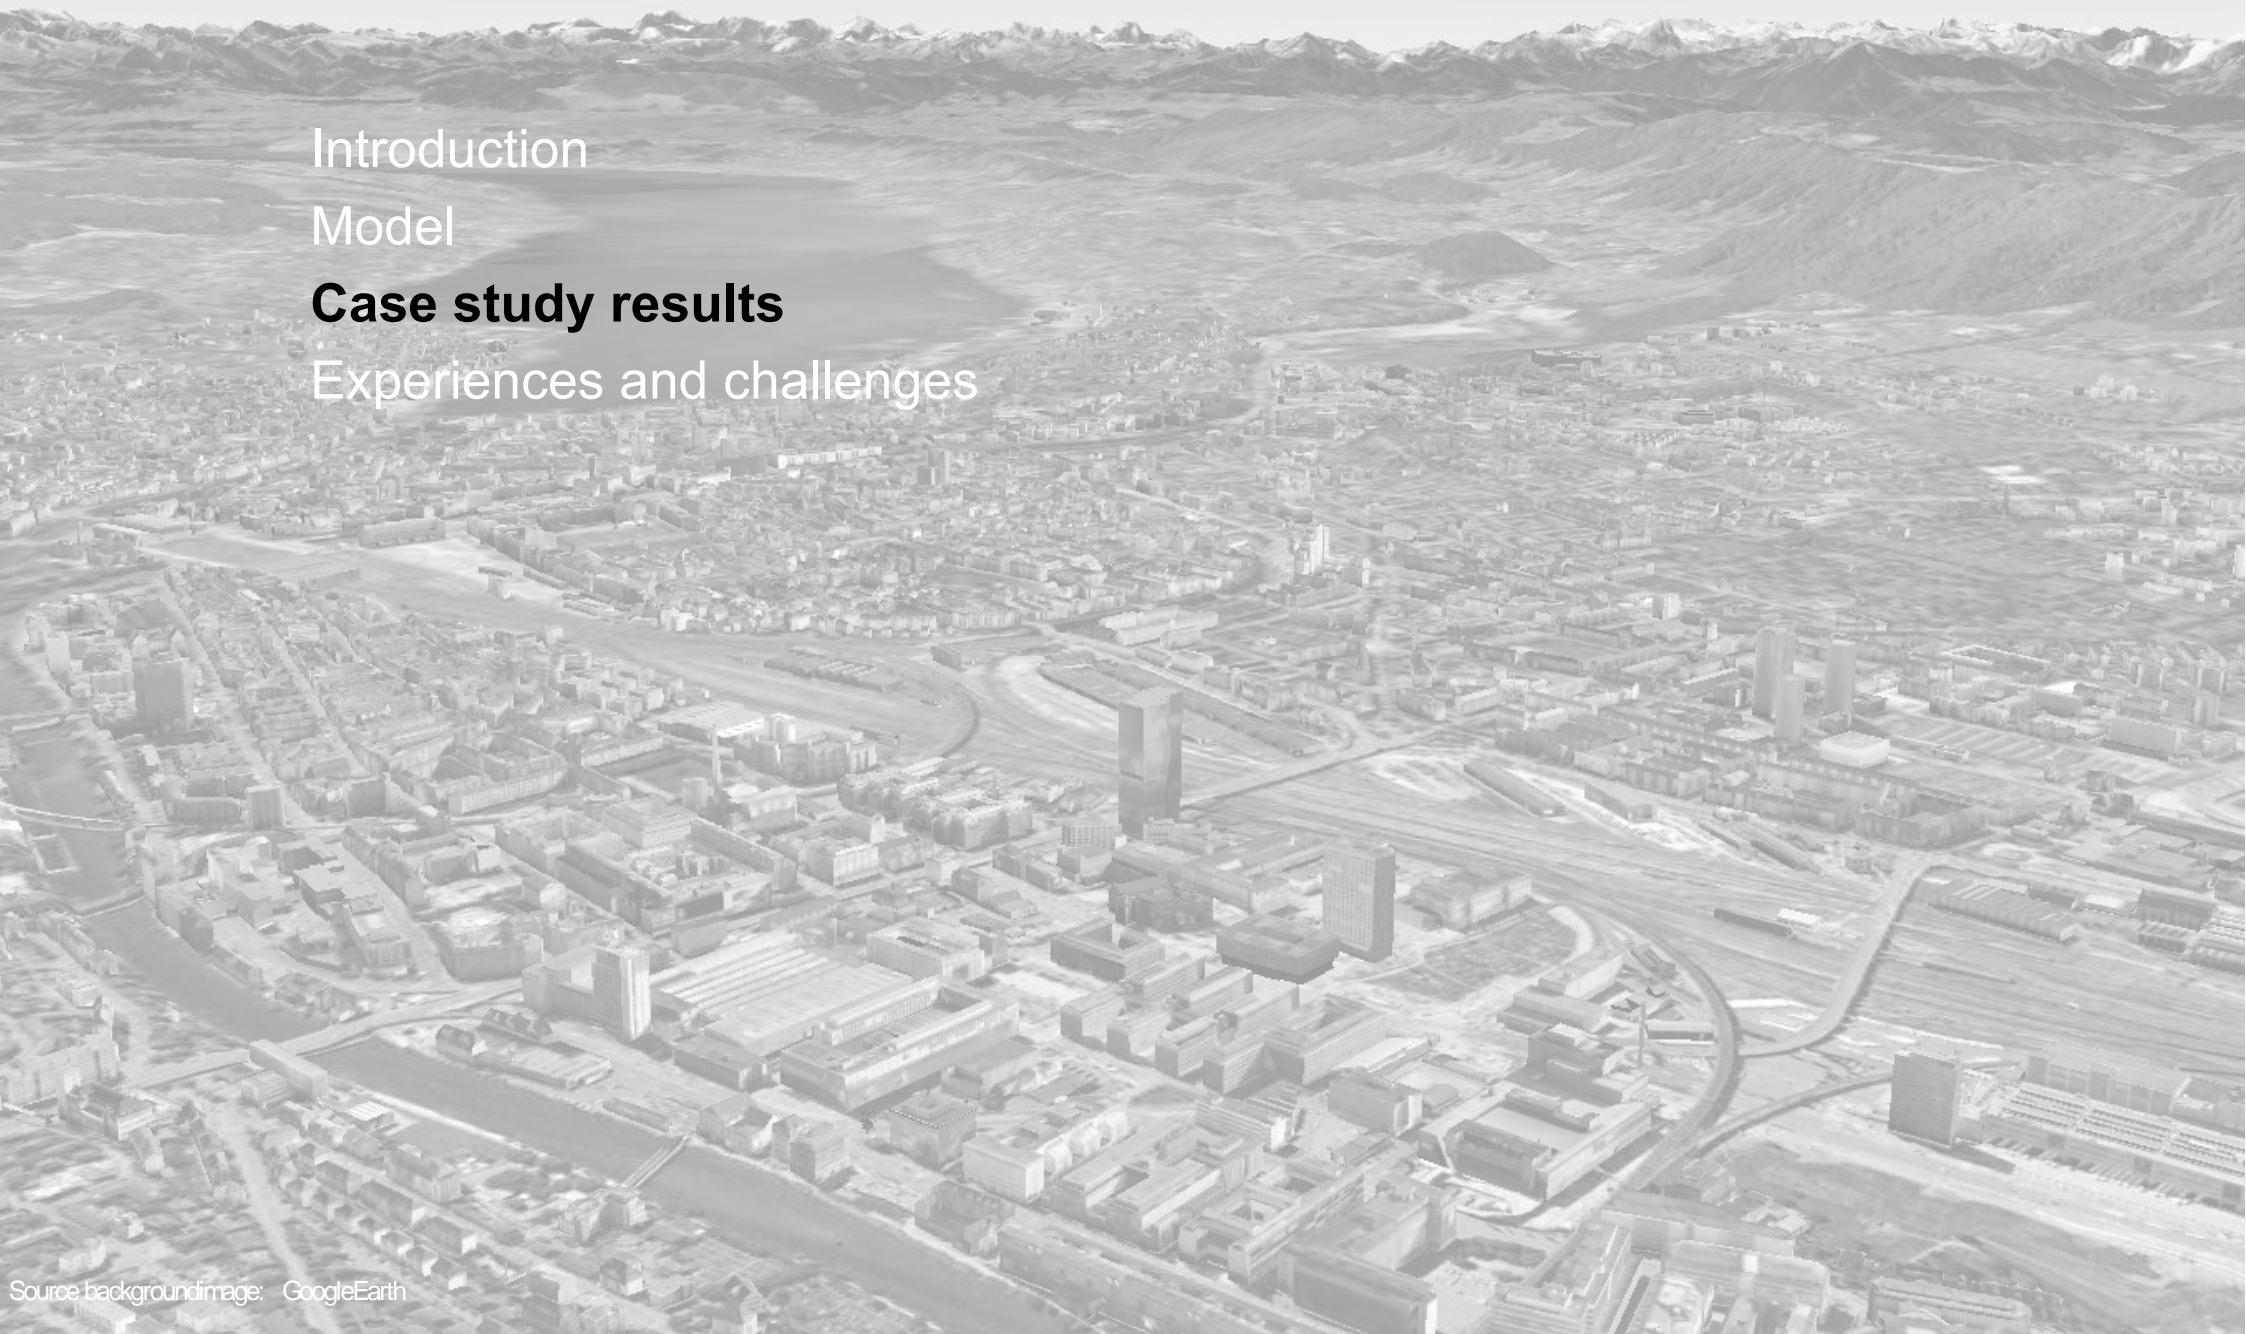 Introduction
Model
Case study results
Experiences and challenges
Source backgroundimage: GoogleEarth